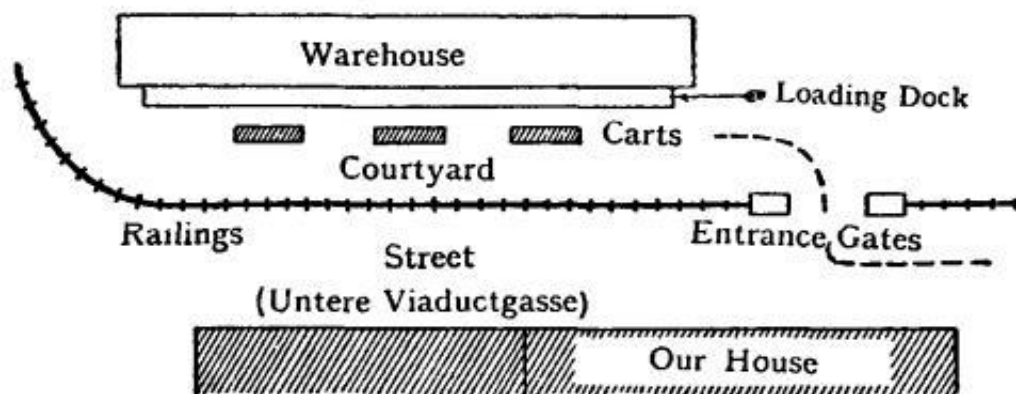 Warehouse
Loading Dock
Carts
Courtyard
Railings
Entrance Gates
Street
(Untere Viaductgasse)
Our House